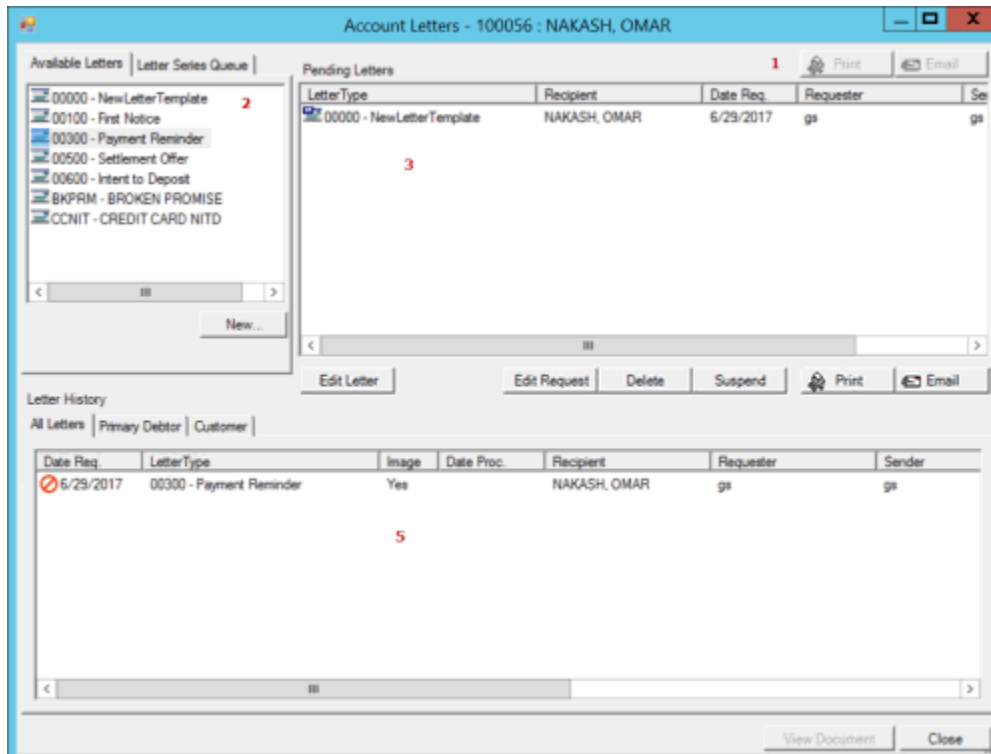 Account Letters - 100056 : NAKASH, OMAR
Available Letters Letter Series Queue
Pending Letters 1 Print Email
LetterType Recipient Date Req. Requester Se
00000 - NewLetterTemplate NAKASH, OMAR 6/29/2017 gs gs
00000 - NewLetterTemplate 2
00100 - First Notice
00300 - Payment Reminder
00500 - Settlement Offer
00600 - Intent to Deposit
BKPRM - BROKEN PROMISE
CCNIT - CREDIT CARD NITD
3
New...
Edit Letter Edit Request Delete Suspend Print Email
Letter History
All Letters Primary Debtor Customer
Date Req. LetterType Image Date Proc. Recipient Requester Sender
6/29/2017 00300 - Payment Reminder Yes NAKASH, OMAR gs gs
5
View Document Close